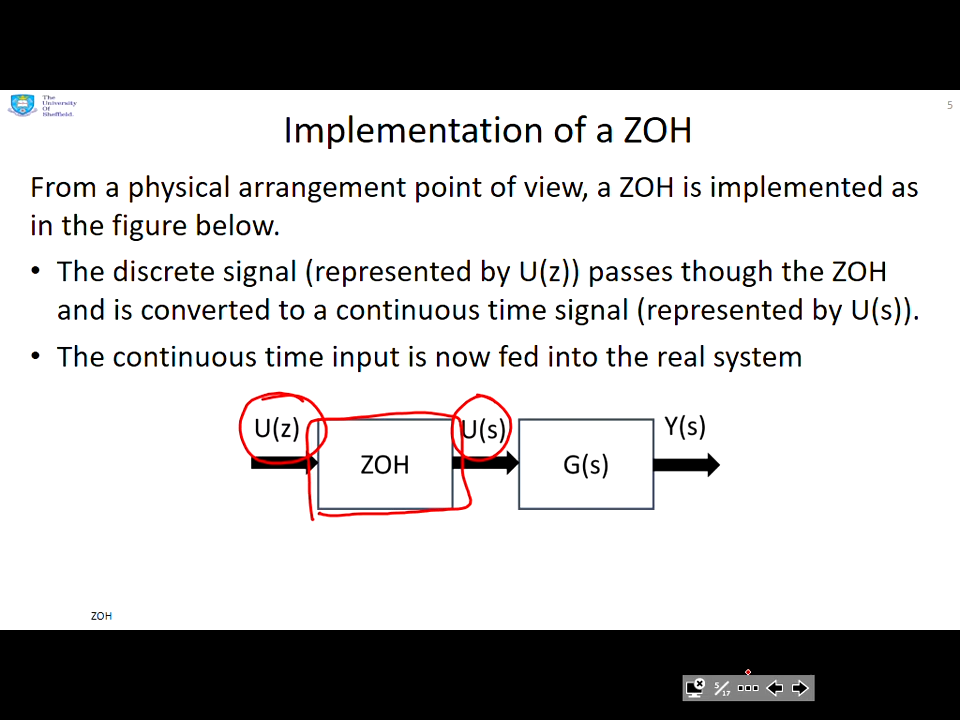 The
University
Of
Sheffield.
5
Implementation of a ZOH
From a physical arrangement point of view, a ZOH is implemented as
in the figure below.
• The discrete signal (represented by U(z)) passes though the ZOH
and is converted to a continuous time signal (represented by U(s)).
• The continuous time input is now fed into the real system
U(z)
ZOH
U(s)
G(s)
Y(s)
ZOH
5/17